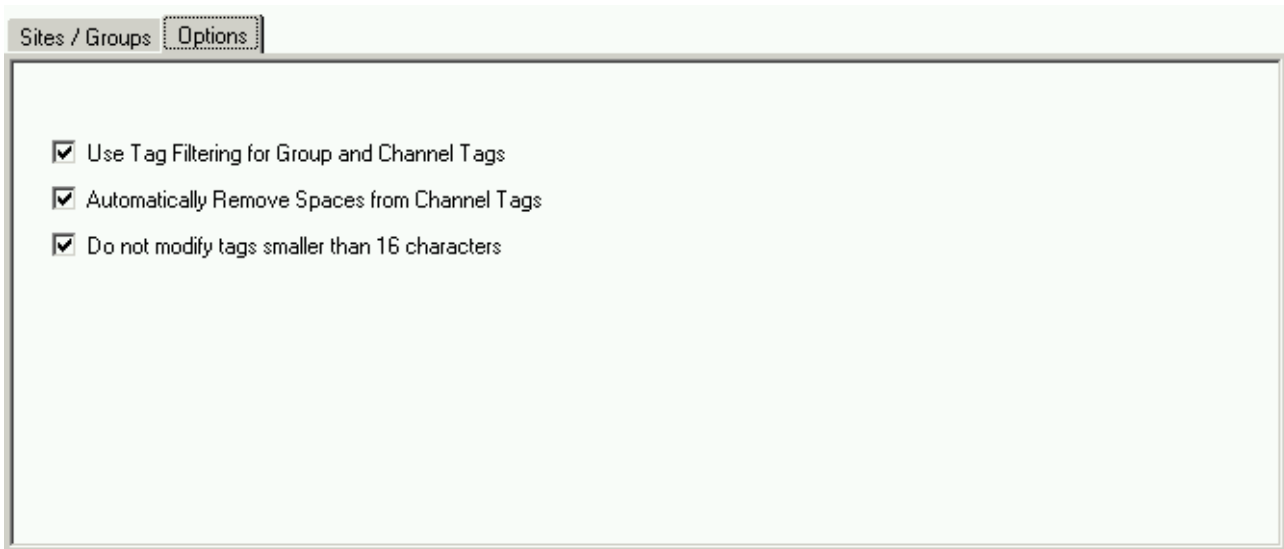 Sites / Groups Options
Use Tag Filtering for Group and Channel Tags
Automatically Remove Spaces from Channel Tags
Do not modify tags smaller than 16 characters